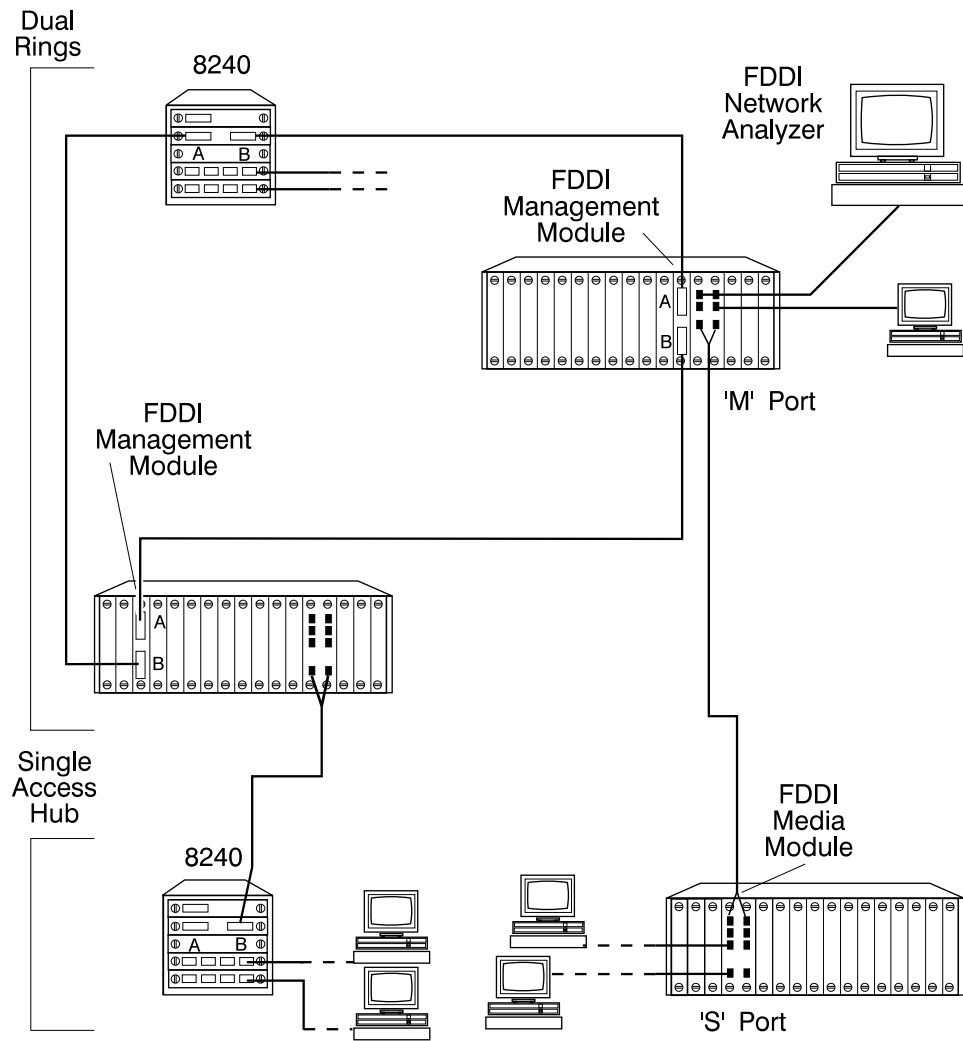 Dual
Rings
8240
A B
FDDI
Network
Analyzer
FDDI
Management
Module
A
B
'M' Port
FDDI
Management
Module
A
B
Single
Access
Hub
8240
A B
FDDI
Media
Module
'S' Port